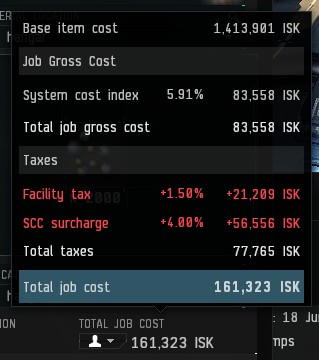 Base item cost 1,413,901 ISK
Job Gross Cost
System cost index 5.91% 83,558 ISK
Total job gross cost 83,558 ISK
Taxes
Facility tax +1.50% +21,209 ISK
SCC surcharge +4.00% +56,556 ISK
Total taxes 77,765 ISK
Total job cost 161,323 ISK
ION TOTAL JOB COST : 18 Ju
161,323 ISK mps